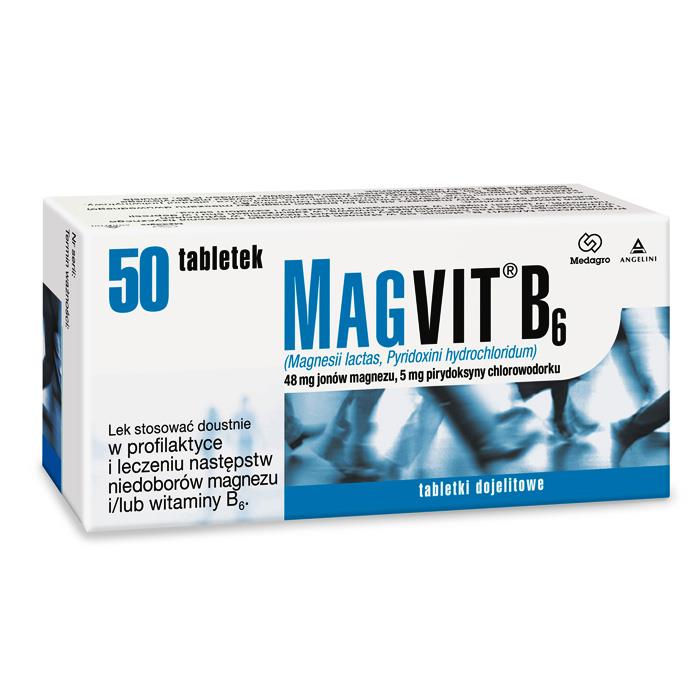 50 tabletek
Nr serii:
Termin ważności:
Medagro
ANGELINI
MAGVIT® B6
(Magnesii lactas, Pyridoxini hydrochloridum)
48 mg jonów magnezu, 5 mg pirydoksyny chlorowodorku
Lek stosować doustnie
w profilaktyce
i leczeniu następstw
niedoborów magnezu
i/lub witaminy B6.
tabletki dojelitowe